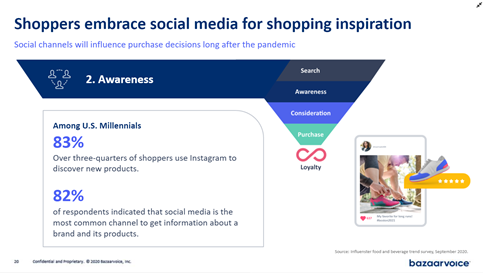 Shoppers embrace social media for shopping inspiration
Social channels will influence purchase decisions long after the pandemic
2. Awareness
Search
Awareness
Consideration
Purchase
Loyalty
Among U.S. Millennials
83%
Over three-quarters of shoppers use Instagram to
discover new products.
82%
of respondents indicated that social media is the
most common channel to get information about a
brand and its products.
Source: Influenster food and beverage trend survey, September 2020.
20 Confidential and Proprietary. © 2020 Bazaarvoice, Inc.
bazaarvoice